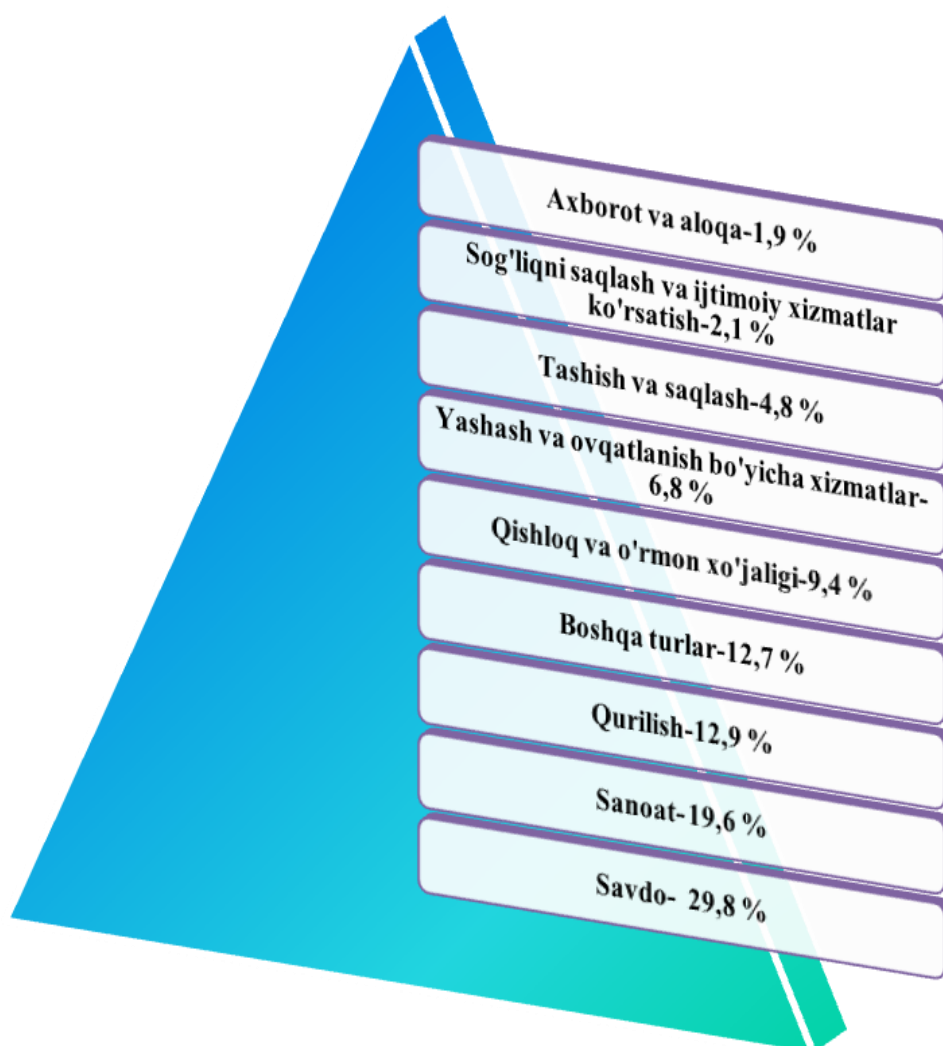 Axborot va aloqa-1,9 %
Sog'liqni saqlash va ijtimoiy xizmatlar
ko'rsatish-2,1 %
Tashish va saqlash-4,8 %
Yashash va ovqatlanish bo'yicha xizmatlar-
6,8 %
Qishloq va o'rmon xo'jaligi-9,4 %
Boshqa turlar-12,7 %
Qurilish-12,9 %
Sanoat-19,6 %
Savdo-  29,8 %